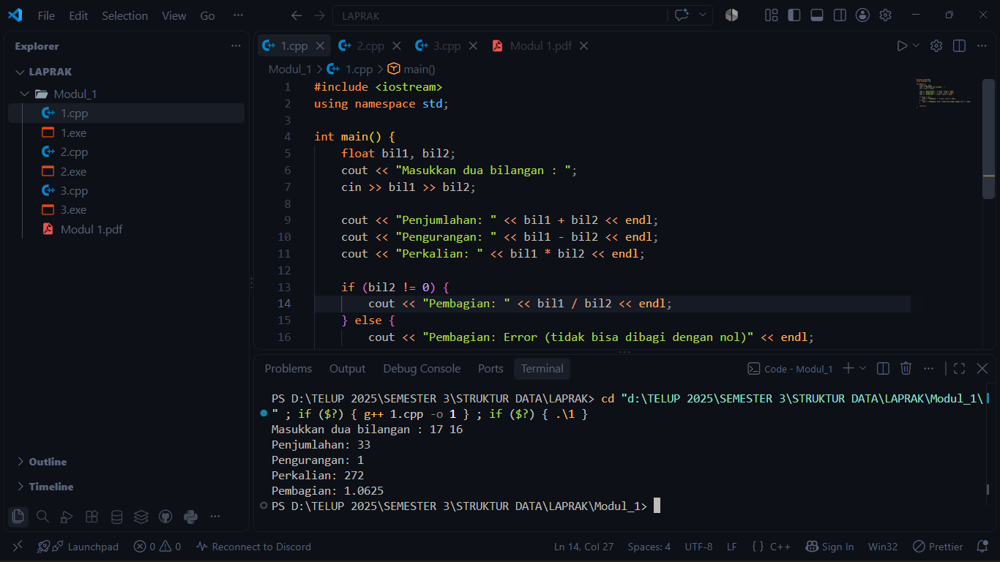 File Edit Selection View Go ··· LAPRAK
Explorer ···
LAPRAK
Modul_1
1.cpp
1.exe
2.cpp
2.exe
3.cpp
3.exe
Modul 1.pdf
Outline
Timeline
1.cpp 2.cpp 3.cpp Modul 1.pdf
Modul_1 > 1.cpp > main()
1 #include <iostream>
2 using namespace std;
3
4 int main() {
5 float bil1, bil2;
6 cout << "Masukkan dua bilangan : ";
7 cin >> bil1 >> bil2;
8
9 cout << "Penjumlahan: " << bil1 + bil2 << endl;
10 cout << "Pengurangan: " << bil1 - bil2 << endl;
11 cout << "Perkalian: " << bil1 * bil2 << endl;
12
13 if (bil2 != 0) {
14 cout << "Pembagian: " << bil1 / bil2 << endl;
15 } else {
16 cout << "Pembagian: Error (tidak bisa dibagi dengan nol)" << endl;
Problems Output Debug Console Ports Terminal Code - Modul_1
PS D:\TELUP 2025\SEMESTER 3\STRUKTUR DATA\LAPRAK> cd "d:\TELUP 2025\SEMESTER 3\STRUKTUR DATA\LAPRAK\Modul_1\
" ; if ($?) { g++ 1.cpp -o 1 } ; if ($?) { .\1 }
Masukkan dua bilangan : 17 16
Penjumlahan: 33
Pengurangan: 1
Perkalian: 272
Pembagian: 1.0625
PS D:\TELUP 2025\SEMESTER 3\STRUKTUR DATA\LAPRAK\Modul_1>
Launchpad 0 0 Reconnect to Discord Ln 14, Col 27 Spaces: 4 UTF-8 LF { } C++ Sign In Win32 Prettier